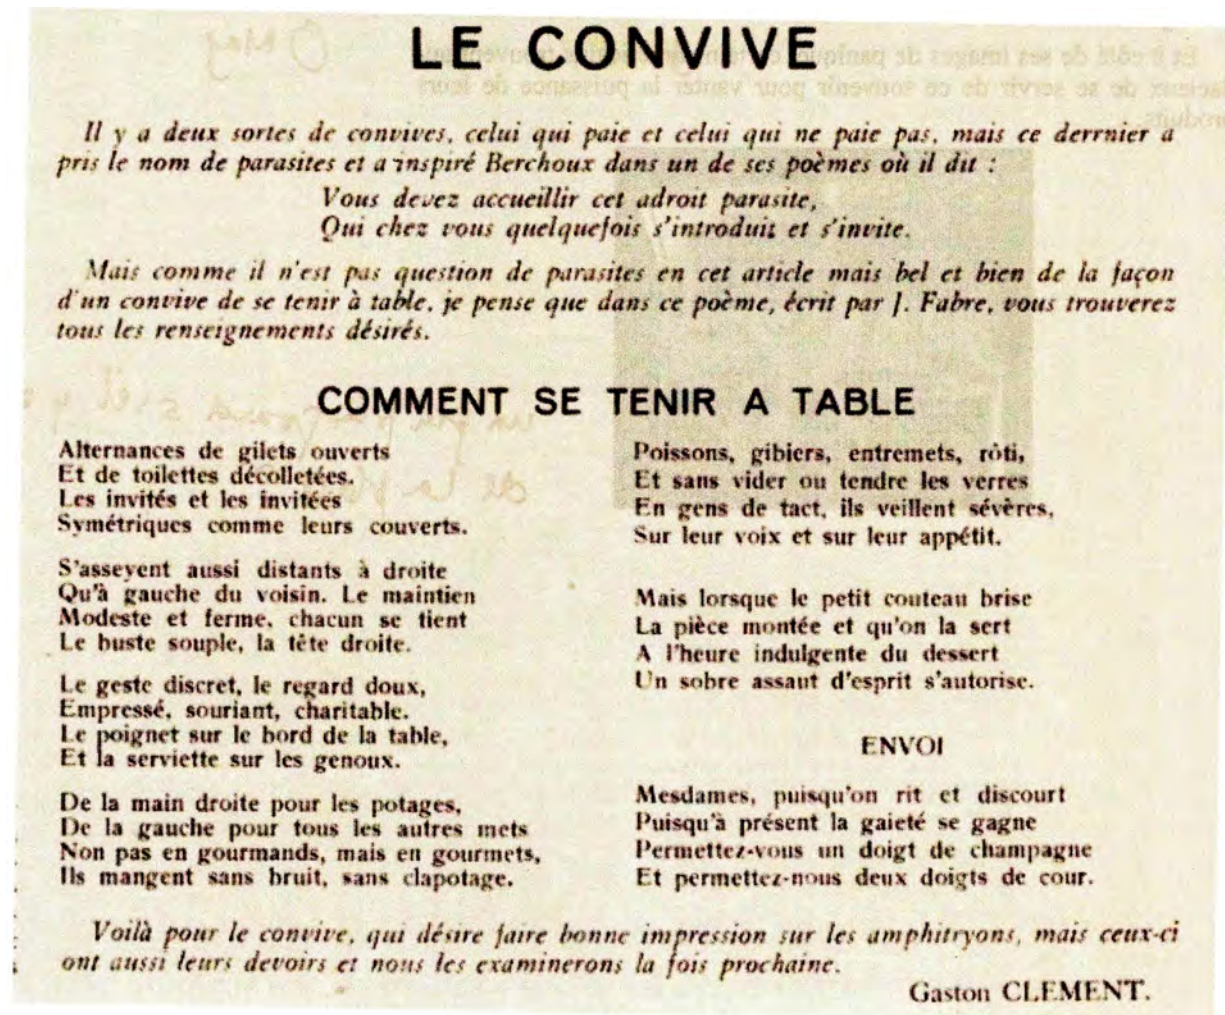 LE CONVIVE
Il y a deux sortes de convives, celui qui paie et celui qui ne paie pas, mais ce derrnier a
pris le nom de parasites et a inspiré Berchoux dans un de ses poèmes où il dit :
Vous devez accueillir cet adroit parasite,
Qui chez vous quelquefois s'introduit et s'invite.
Mais comme il n'est pas question de parasites en cet article mais bel et bien de la façon
d'un convive de se tenir à table, je pense que dans ce poème, écrit par J. Fabre, vous trouverez
tous les renseignements désirés.
COMMENT SE TENIR A TABLE
Alternances de gilets ouverts
Et de toilettes décolletées.
Les invités et les invitées
Symétriques comme leurs couverts.
S'asseyent aussi distants à droite
Qu'à gauche du voisin. Le maintien
Modeste et ferme, chacun se tient
Le buste souple, la tête droite.
Le geste discret, le regard doux,
Empressé, souriant, charitable.
Le poignet sur le bord de la table,
Et la serviette sur les genoux.
De la main droite pour les potages,
De la gauche pour tous les autres mets
Non pas en gourmands, mais en gourmets,
Ils mangent sans bruit, sans clapotage.
Poissons, gibiers, entremets, rôti,
Et sans vider ou tendre les verres
En gens de tact, ils veillent sévères,
Sur leur voix et sur leur appétit.
Mais lorsque le petit couteau brise
La pièce montée et qu'on la sert
A l'heure indulgente du dessert
Un sobre assaut d'esprit s'autorise.
ENVOI
Mesdames, puisqu'on rit et discourt
Puisqu'à présent la gaieté se gagne
Permettez-vous un doigt de champagne
Et permettez-nous deux doigts de cour.
Voilà pour le convive, qui désire faire bonne impression sur les amphitryons, mais ceux-ci
ont aussi leurs devoirs et nous les examinerons la fois prochaine.
Gaston CLEMENT.